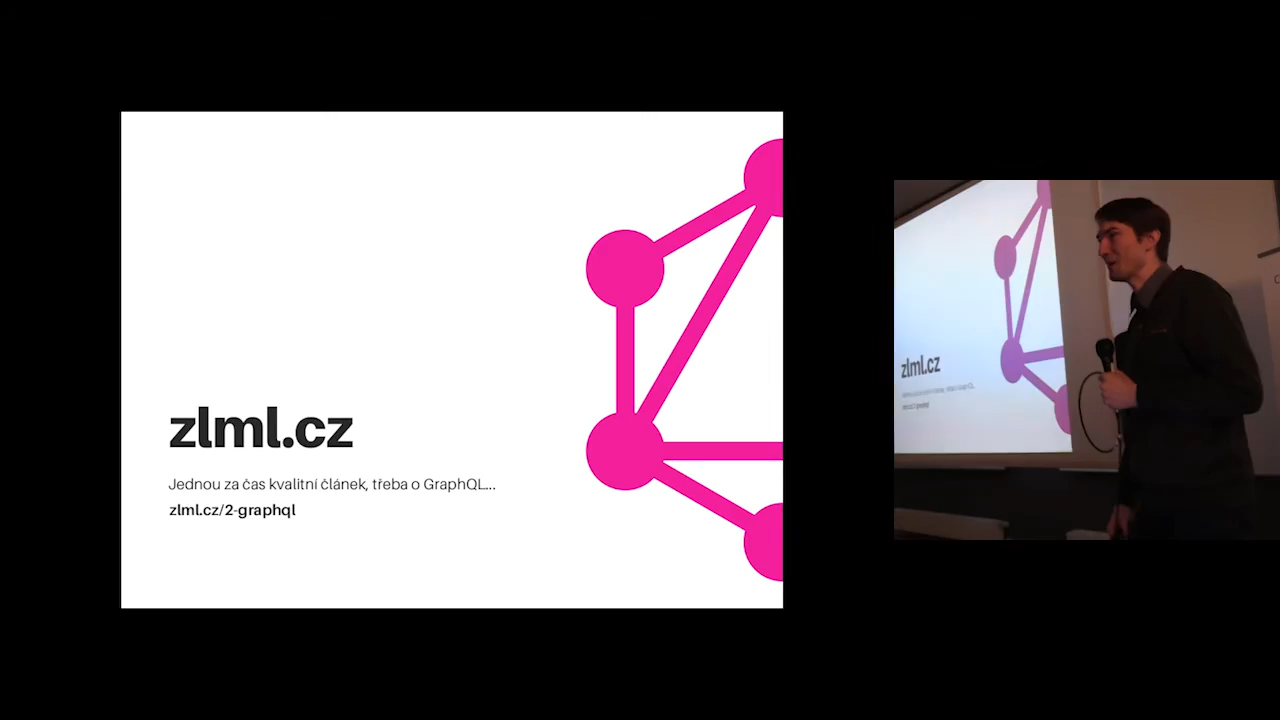 zlml.cz
Jednou za čas kvalitní článek, třeba o GraphQL...
zlml.cz/2-graphql
zlml.cz